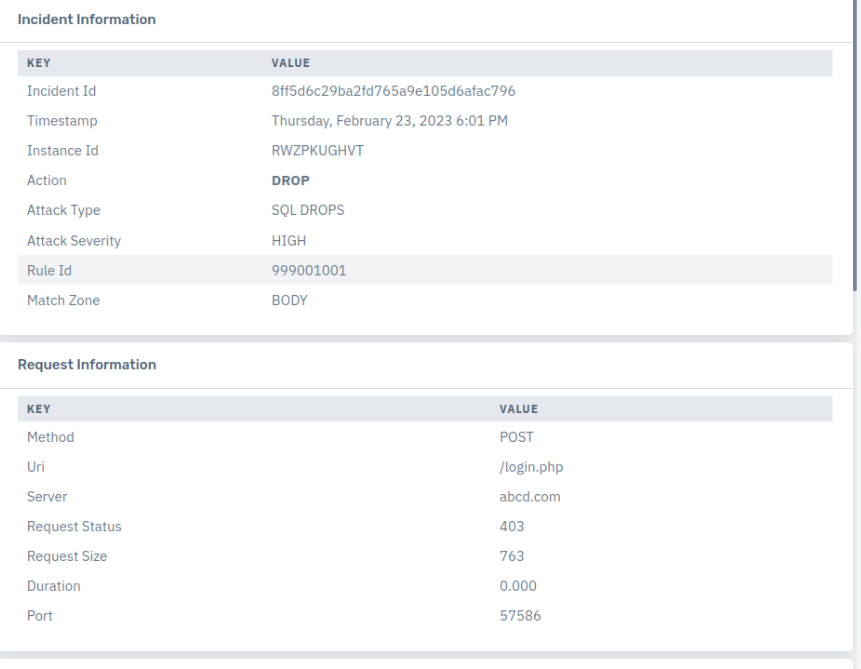 Incident Information
KEY VALUE
Incident Id 8ff5d6c29ba2fd765a9e105d6afac796
Timestamp Thursday, February 23, 2023 6:01 PM
Instance Id RWZPKUGHVT
Action DROP
Attack Type SQL DROPS
Attack Severity HIGH
Rule Id 999001001
Match Zone BODY
Request Information
KEY VALUE
Method POST
Uri /login.php
Server abcd.com
Request Status 403
Request Size 763
Duration 0.000
Port 57586